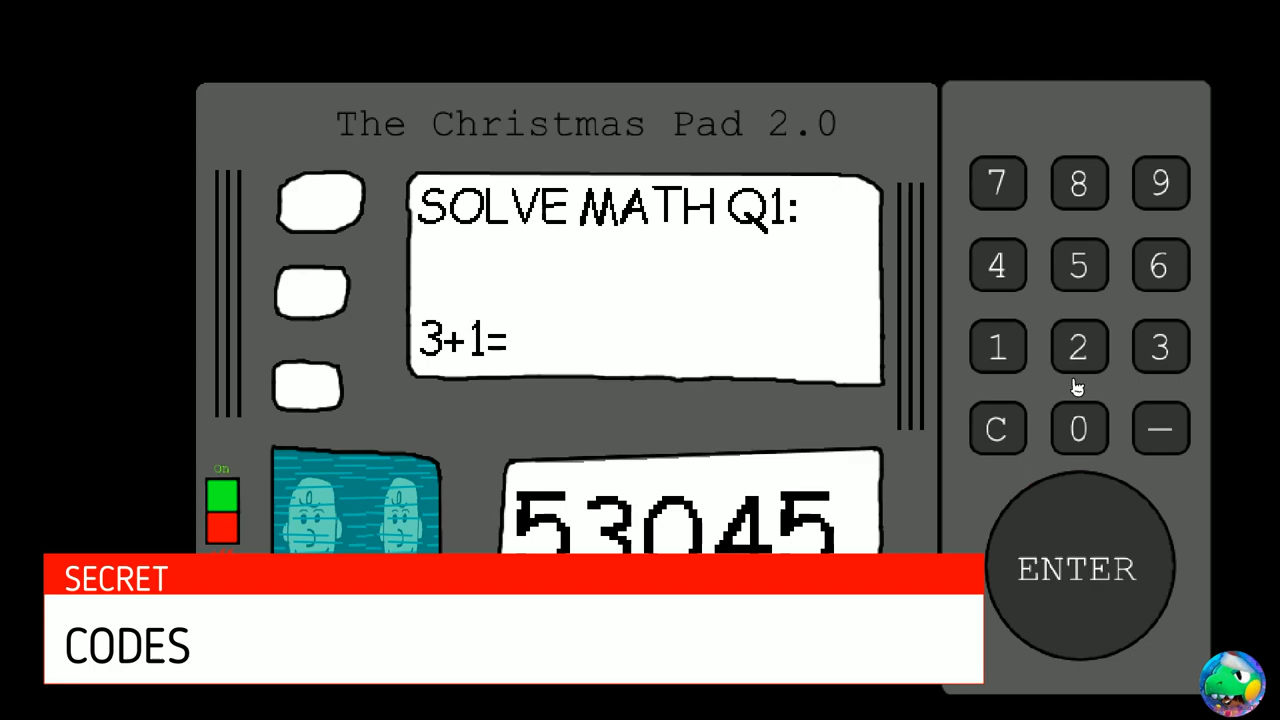 The Christmas Pad 2.0
SOLVE MATH Q1:
3+1=
7 8 9
4 5 6
1 2 3
C 0 —
On
53045
ENTER
SECRET
CODES